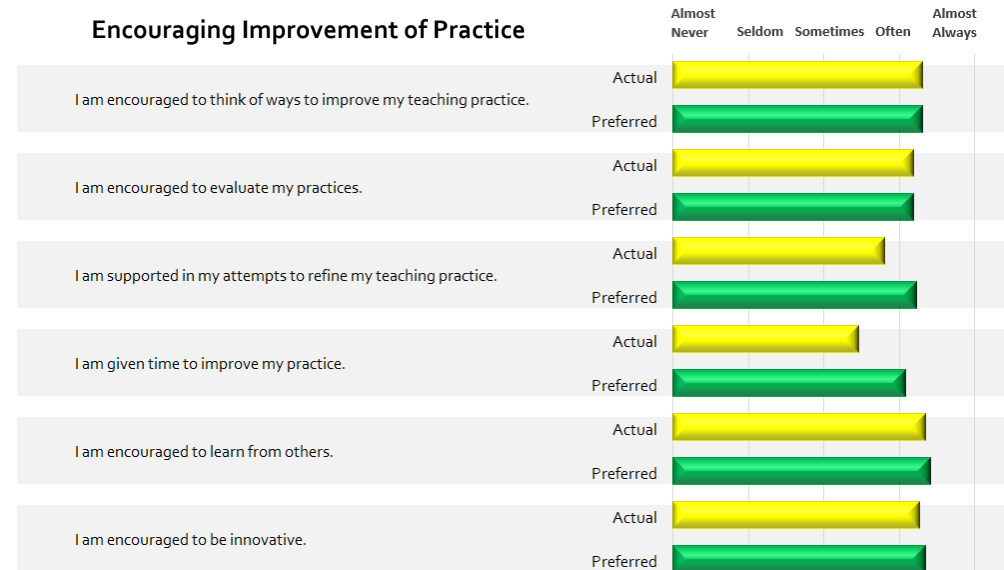 Encouraging Improvement of Practice
Almost Never
Seldom
Sometimes
Often
Almost Always
I am encouraged to think of ways to improve my teaching practice.
Actual
Preferred
I am encouraged to evaluate my practices.
Actual
Preferred
I am supported in my attempts to refine my teaching practice.
Actual
Preferred
I am given time to improve my practice.
Actual
Preferred
I am encouraged to learn from others.
Actual
Preferred
I am encouraged to be innovative.
Actual
Preferred